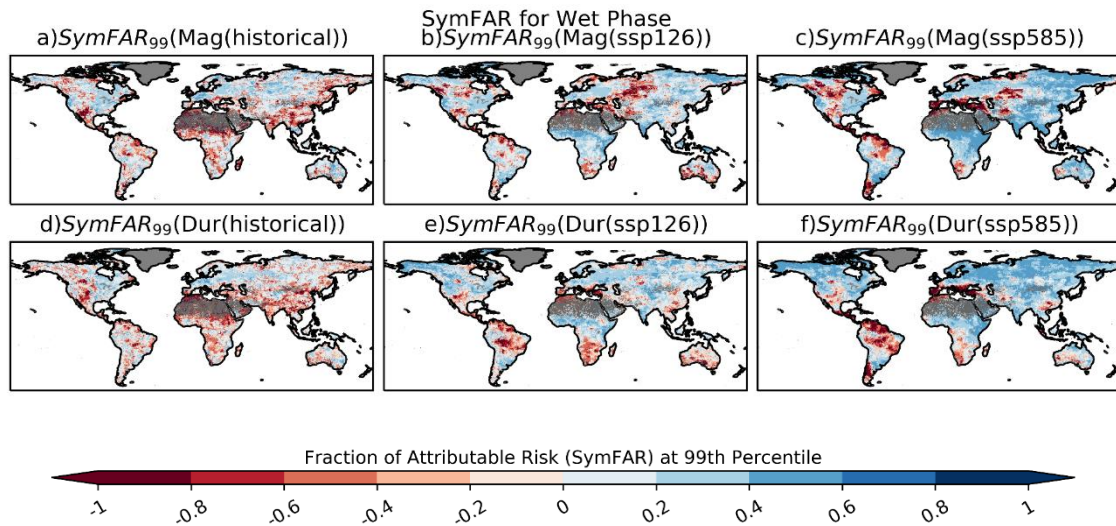 SymFAR for Wet Phase
a)SymFAR₉₉(Mag(historical))
b)SymFAR₉₉(Mag(ssp126))
c)SymFAR₉₉(Mag(ssp585))
d)SymFAR₉₉(Dur(historical))
e)SymFAR₉₉(Dur(ssp126))
f)SymFAR₉₉(Dur(ssp585))
Fraction of Attributable Risk (SymFAR) at 99th Percentile
-1 -0.8 -0.6 -0.4 -0.2 0 0.2 0.4 0.6 0.8 1